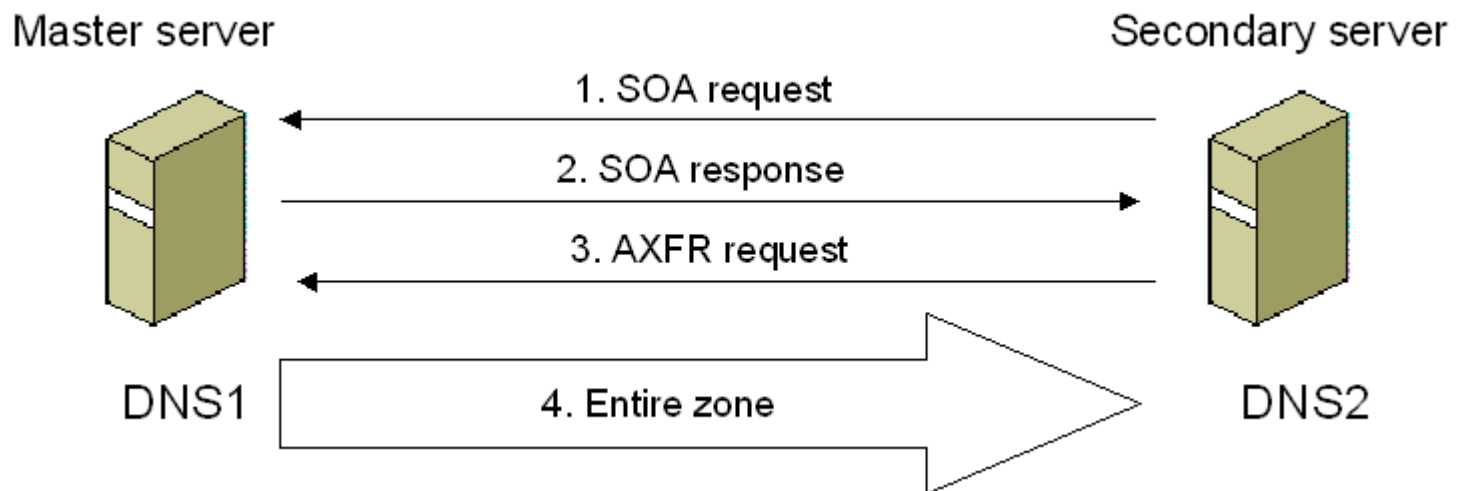 Master server
Secondary server
1. SOA request
2. SOA response
3. AXFR request
4. Entire zone
DNS1
DNS2